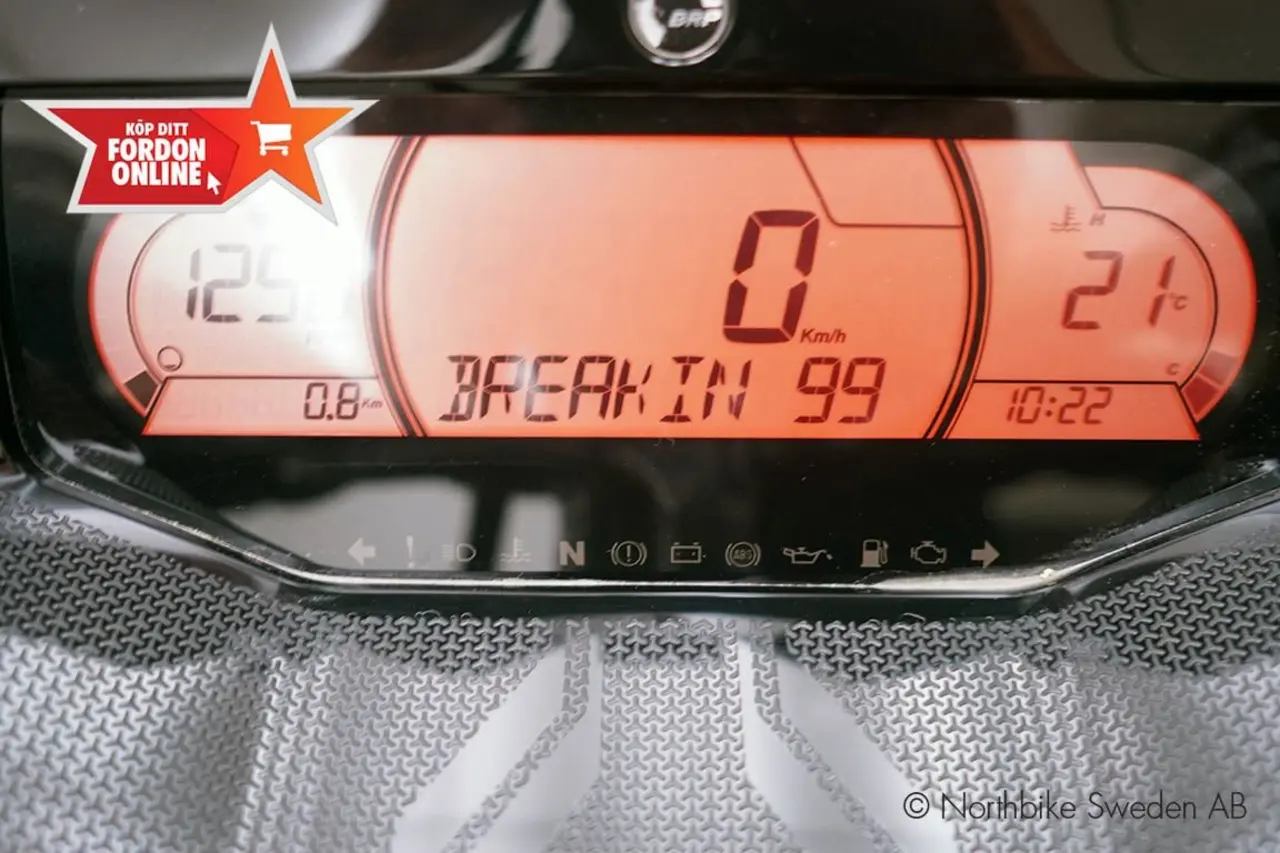 BRP
KÖP DITT
FORDON
ONLINE
H
0
Km/h
21 °C
C
0.8 Km
BREAKIN 99
10:22
N
ABS
© Northbike Sweden AB